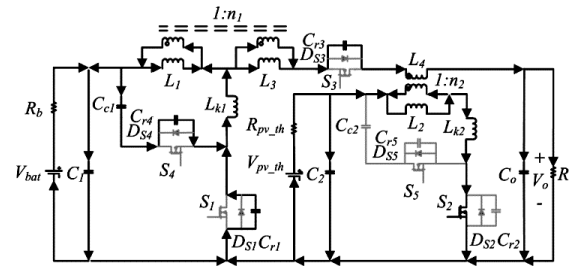 1:n1
Cr3
DS3
S3
L4
1:n2
L1
L3
Cc1
Lk1
Rb
Cr4
DS4
S4
Rpv_th
Vpv_th
Cc2
L2
Lk2
Cr5
DS5
S5
Vbat
C1
S1
C2
S2
Co
+
Vo
-
R
DS1 Cr1
DS2 Cr2